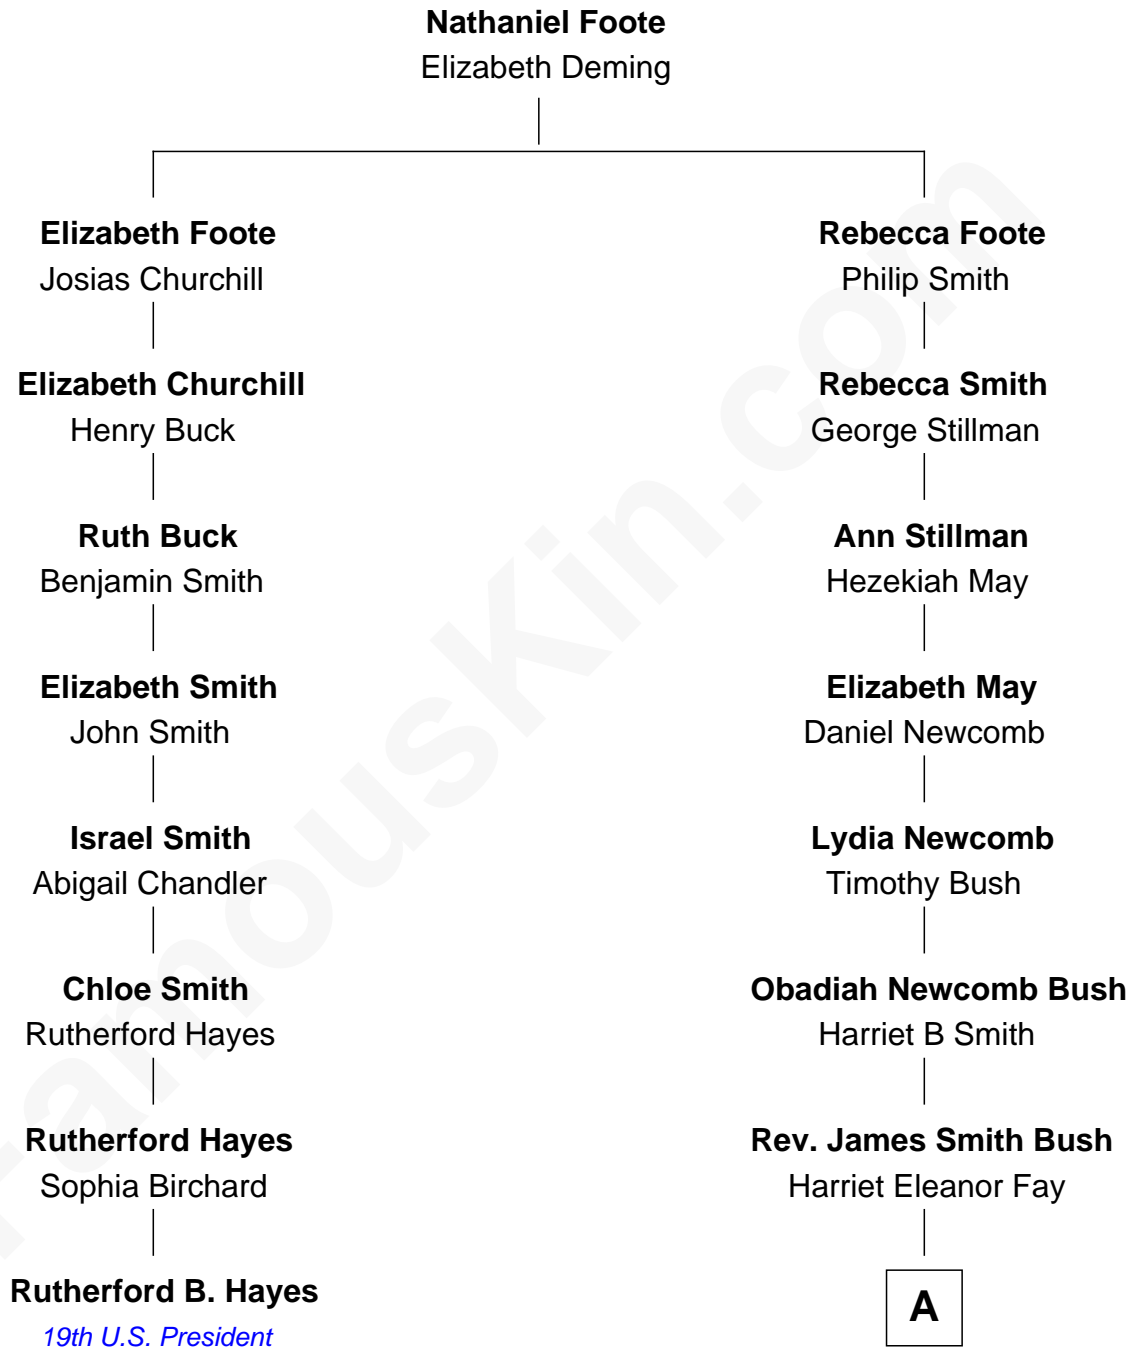 Nathaniel Foote
Elizabeth Deming
Elizabeth Foote
Josias Churchill
Rebecca Foote
Philip Smith
Elizabeth Churchill
Henry Buck
Rebecca Smith
George Stillman
Ruth Buck
Benjamin Smith
Ann Stillman
Hezekiah May
Elizabeth Smith
John Smith
Elizabeth May
Daniel Newcomb
Israel Smith
Abigail Chandler
Lydia Newcomb
Timothy Bush
Chloe Smith
Rutherford Hayes
Obadiah Newcomb Bush
Harriet B Smith
Rutherford Hayes
Sophia Birchard
Rev. James Smith Bush
Harriet Eleanor Fay
Rutherford B. Hayes
19th U.S. President
A
FamousKin.com